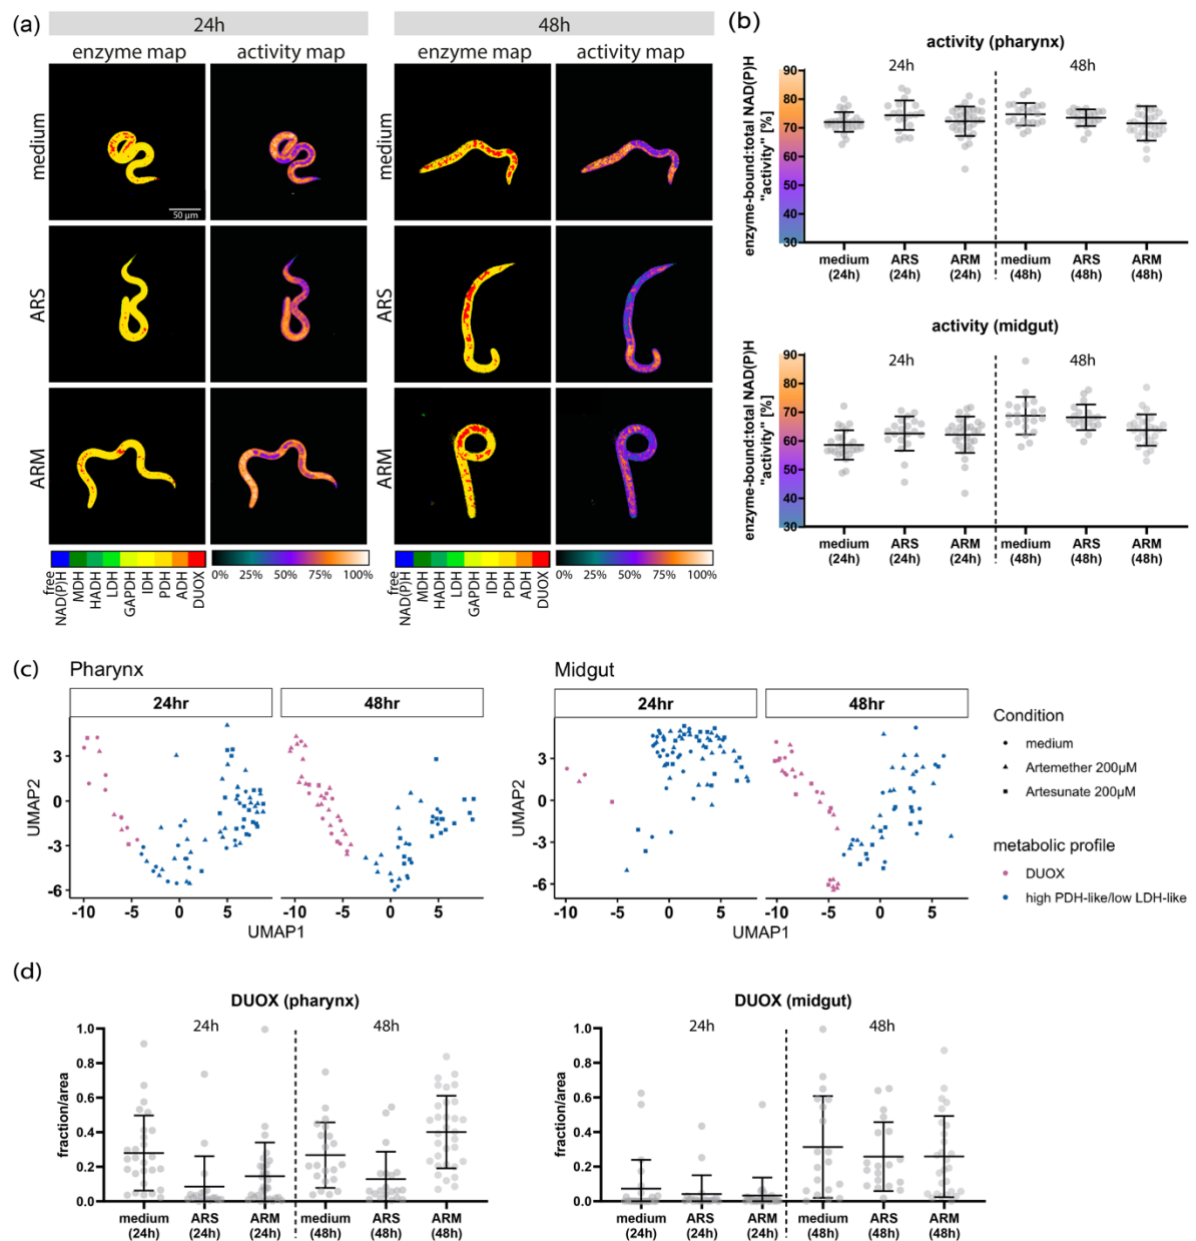 (a)
24h
48h
enzyme map
activity map
enzyme map
activity map
medium
50 µm
ARS
ARM
free NAD(P)H
MDH
HADH
LDH
GAPDH
IDH
PDH
ADH
DUOX
0% 25% 50% 75% 100%
free NAD(P)H
MDH
HADH
LDH
GAPDH
IDH
PDH
ADH
DUOX
0% 25% 50% 75% 100%
(b)
activity (pharynx)
24h
48h
enzyme-bound:total NAD(P)H
"activity" [%]
90
80
70
60
50
40
30
medium (24h)
ARS (24h)
ARM (24h)
medium (48h)
ARS (48h)
ARM (48h)
activity (midgut)
24h
48h
enzyme-bound:total NAD(P)H
"activity" [%]
90
80
70
60
50
40
30
medium (24h)
ARS (24h)
ARM (24h)
medium (48h)
ARS (48h)
ARM (48h)
(c)
Pharynx
24hr
48hr
UMAP2
3
0
-3
-6
-10 -5 0 5
-10 -5 0 5
UMAP1
Midgut
24hr
48hr
UMAP2
3
0
-3
-6
-10 -5 0 5
-10 -5 0 5
UMAP1
Condition
medium
Artemether 200µM
Artesunate 200µM
metabolic profile
DUOX
high PDH-like/low LDH-like
(d)
DUOX (pharynx)
24h
48h
fraction/area
1.0
0.8
0.6
0.4
0.2
0.0
medium (24h)
ARS (24h)
ARM (24h)
medium (48h)
ARS (48h)
ARM (48h)
DUOX (midgut)
24h
48h
fraction/area
1.0
0.8
0.6
0.4
0.2
0.0
medium (24h)
ARS (24h)
ARM (24h)
medium (48h)
ARS (48h)
ARM (48h)